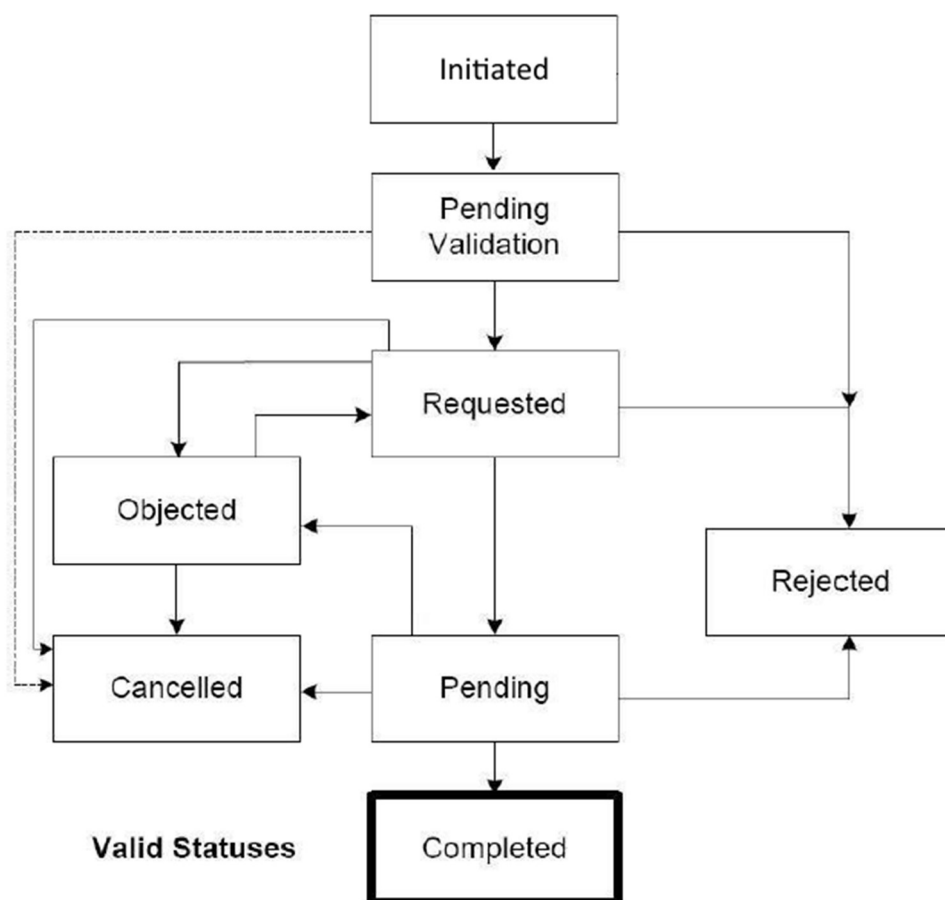 Initiated
Pending
Validation
Requested
Objected
Rejected
Cancelled
Pending
Valid Statuses
Completed